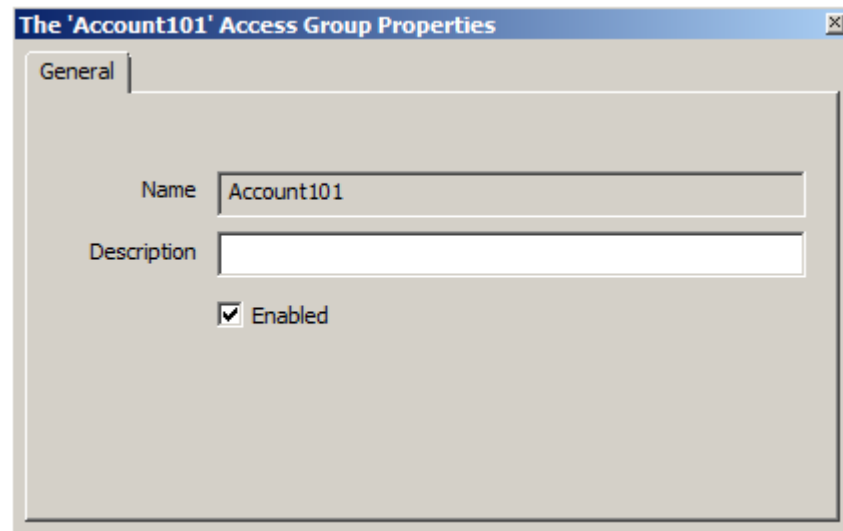 The 'Account101' Access Group Properties
General
Name Account101
Description
Enabled